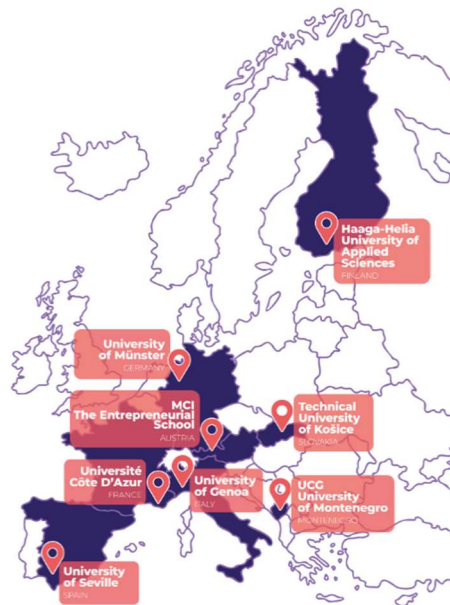 Haaga-Helia
University of
Applied
Sciences
FINLAND
University
of Münster
GERMANY
MCI
The Entrepreneurial
School
AUSTRIA
Technical
University
of Košice
SLOVAKIA
Université
Côte D'Azur
FRANCE
University
of Genoa
ITALY
UCG
University
of Montenegro
MONTENEGRO
University
of Seville
SPAIN